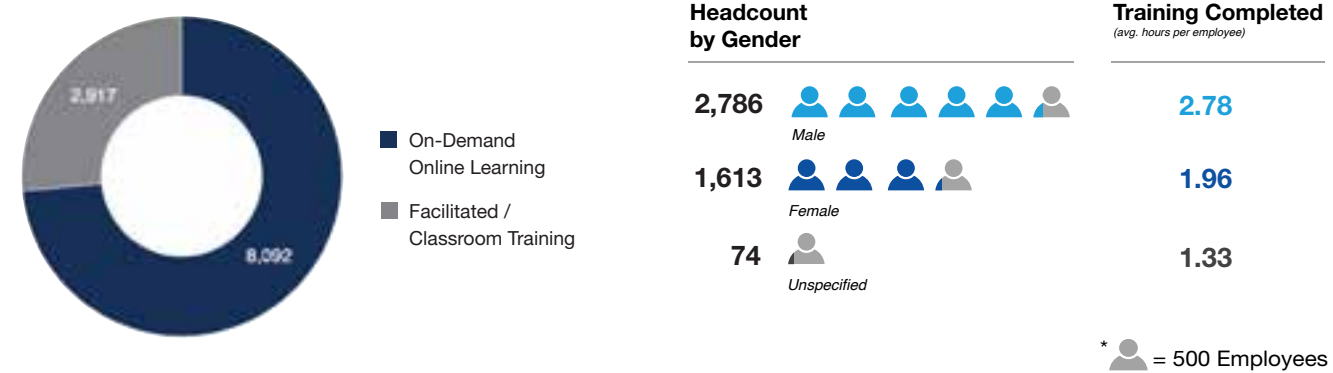 2,917
8,092
On-Demand
Online Learning
Facilitated /
Classroom Training
Headcount
by Gender
2,786
Male
1,613
Female
74
Unspecified
Training Completed
(avg. hours per employee)
2.78
1.96
1.33
* = 500 Employees